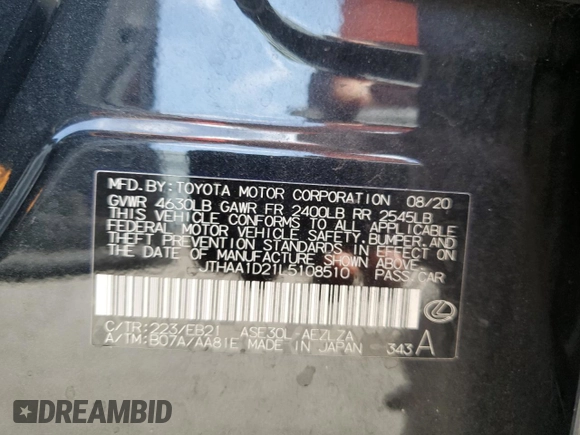 MFD. BY: TOYOTA MOTOR CORPORATION 08/20
GVWR 4630LB GAWR FR 2400LB RR 2545LB
THIS VEHICLE CONFORMS TO ALL APPLICABLE
FEDERAL MOTOR VEHICLE SAFETY, BUMPER, AND
THEFT PREVENTION STANDARDS IN EFFECT ON
THE DATE OF MANUFACTURE SHOWN ABOVE.
JTHAA1D21L5108510 PASS/CAR
C/TR: 223/EB21 ASE30L-AEZLZA
A/TM: B07A/AA81E MADE IN JAPAN 343 A
DREAMBID